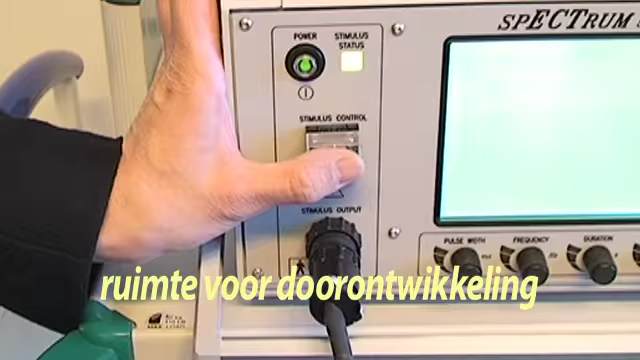 SPECTRUM
POWER
STIMULUS STATUS
STIMULUS CONTROL
STIMULUS OUTPUT
PULSE WIDTH
FREQUENCY
DURATION
ruimte voor doorontwikkeling